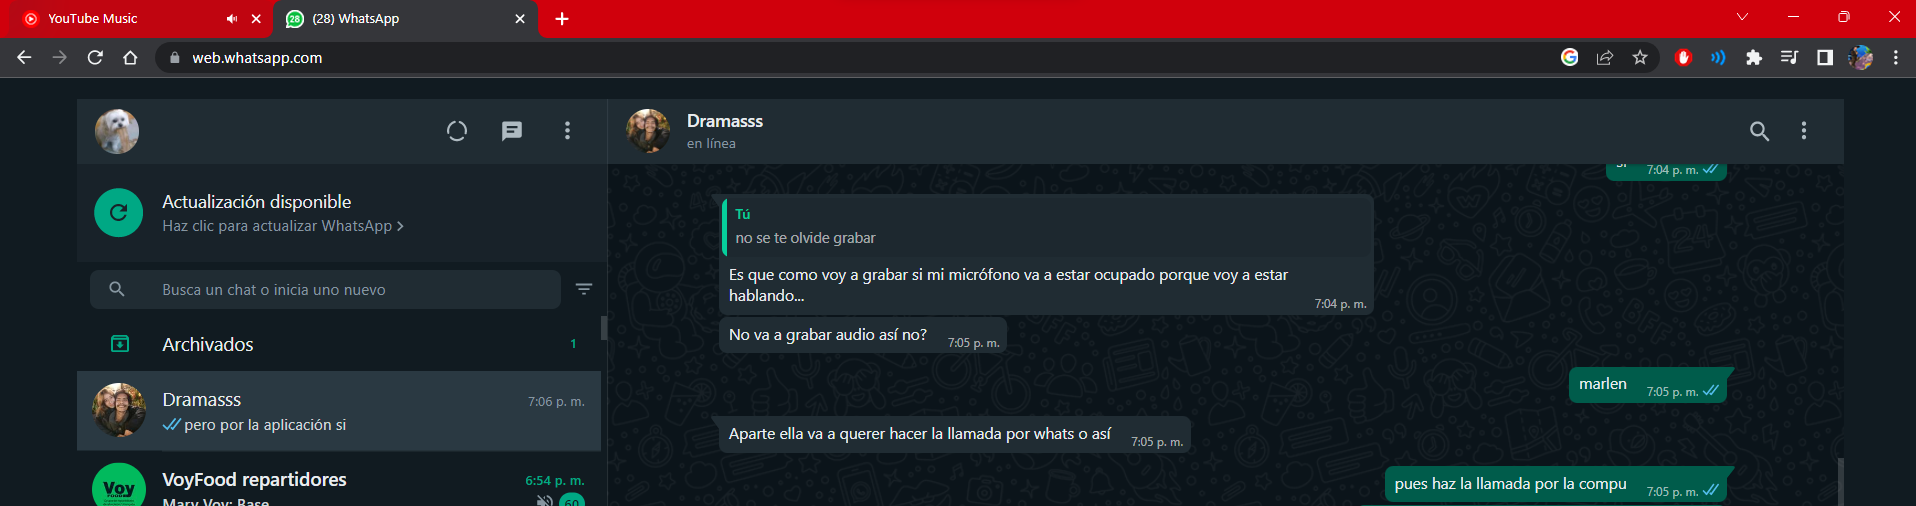 YouTube Music
28
(28) WhatsApp
web.whatsapp.com
Dramasss
en línea
7:04 p. m.
Actualización disponible
Haz clic para actualizar WhatsApp
Tú
no se te olvide grabar
Es que como voy a grabar si mi micrófono va a estar ocupado porque voy a estar
hablando...
7:04 p. m.
Busca un chat o inicia uno nuevo
No va a grabar audio así no?
7:05 p. m.
Archivados
1
marlen
7:05 p. m.
Dramasss
7:06 p. m.
pero por la aplicación si
Aparte ella va a querer hacer la llamada por whats o así
7:05 p. m.
VoyFood repartidores
6:54 p. m.
Voy
FOOD
Mary Voy: Base
60
pues haz la llamada por la compu
7:05 p. m.